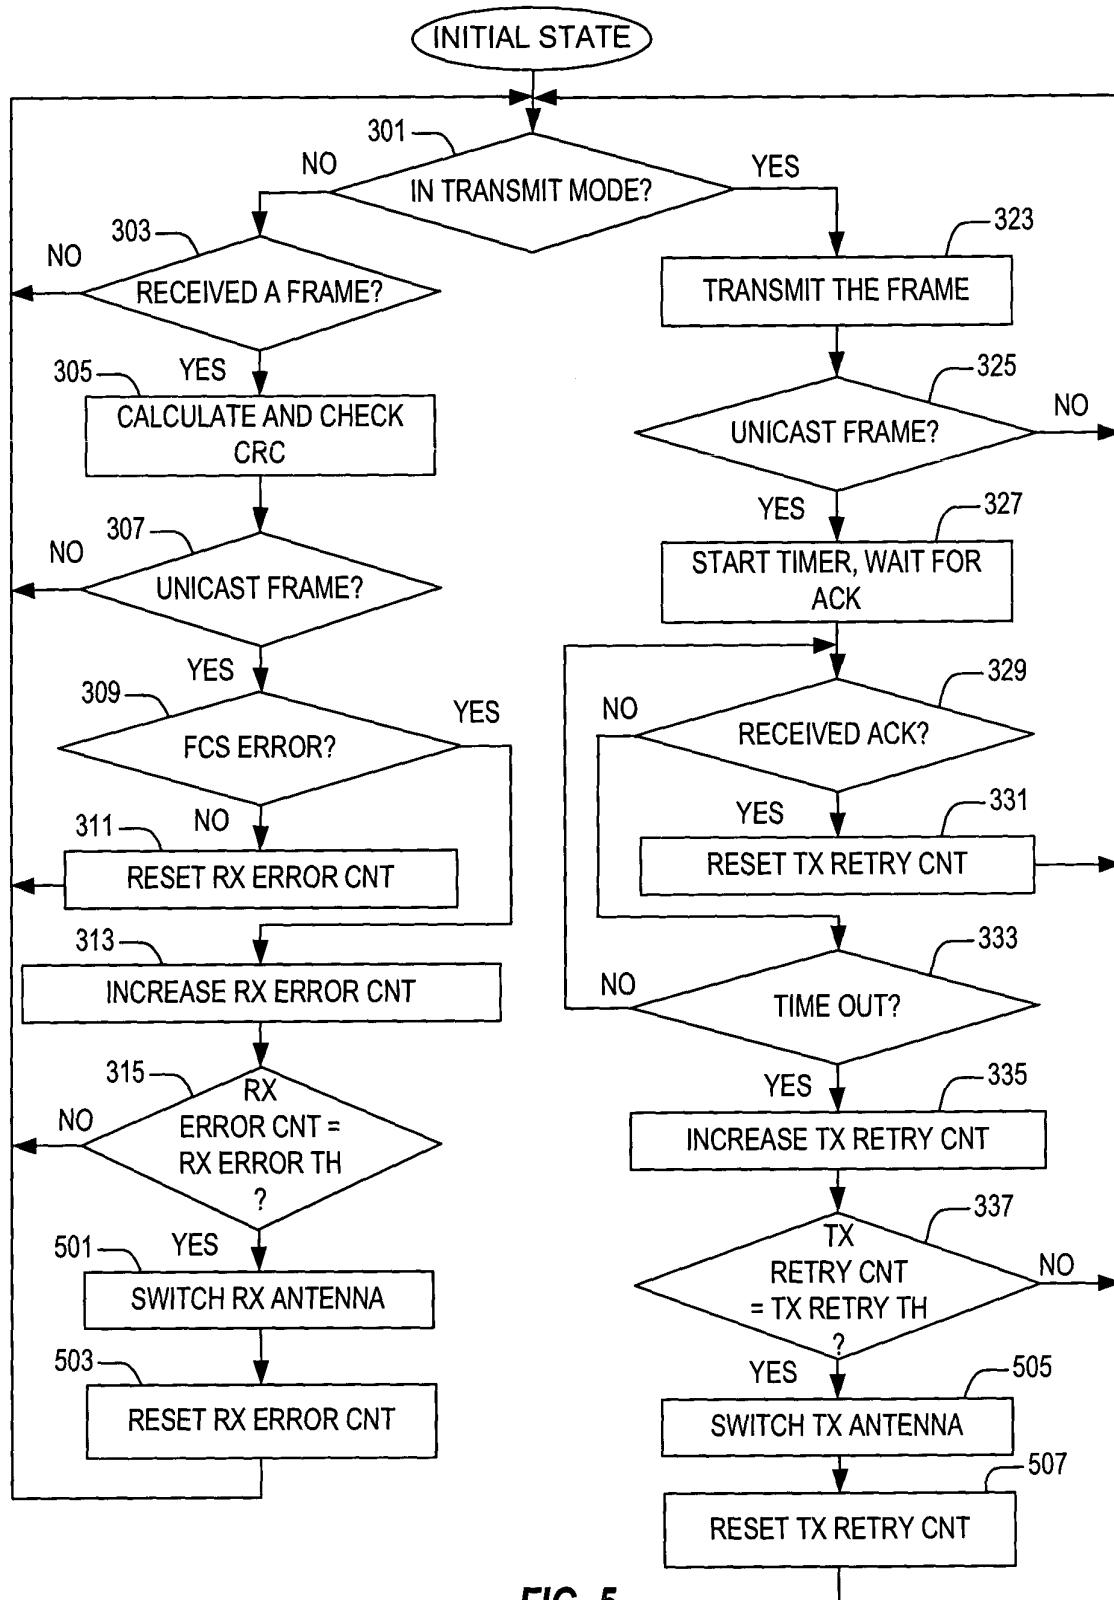 INITIAL STATE
301
NO
YES
IN TRANSMIT MODE?
303
NO
RECEIVED A FRAME?
YES
305
CALCULATE AND CHECK
CRC
307
NO
UNICAST FRAME?
YES
309
YES
FCS ERROR?
NO
311
RESET RX ERROR CNT
313
INCREASE RX ERROR CNT
315
NO
RX
ERROR CNT =
RX ERROR TH
?
YES
501
SWITCH RX ANTENNA
503
RESET RX ERROR CNT
323
TRANSMIT THE FRAME
325
NO
UNICAST FRAME?
YES
327
START TIMER, WAIT FOR
ACK
329
NO
RECEIVED ACK?
YES
331
RESET TX RETRY CNT
333
NO
TIME OUT?
YES
335
INCREASE TX RETRY CNT
337
TX
RETRY CNT
= TX RETRY TH
?
NO
YES
505
SWITCH TX ANTENNA
507
RESET TX RETRY CNT
FIG. 5